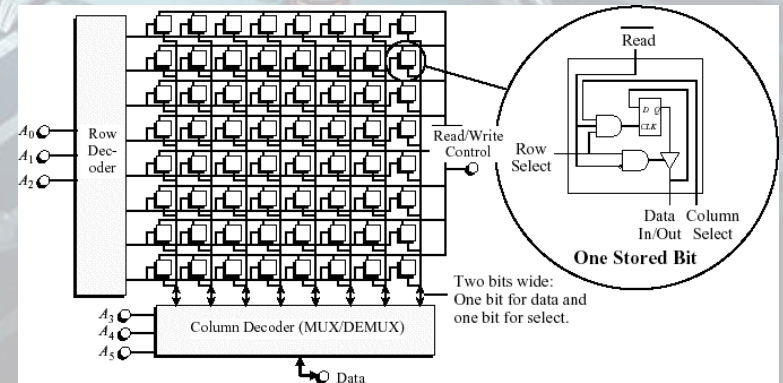 Read
A0
A1
A2
Row
Dec-
oder
Read/Write
Control
Row
Select
D Q
CLK
Data
In/Out
Column
Select
One Stored Bit
Two bits wide:
One bit for data and
one bit for select.
A3
A4
A5
Column Decoder (MUX/DEMUX)
Data